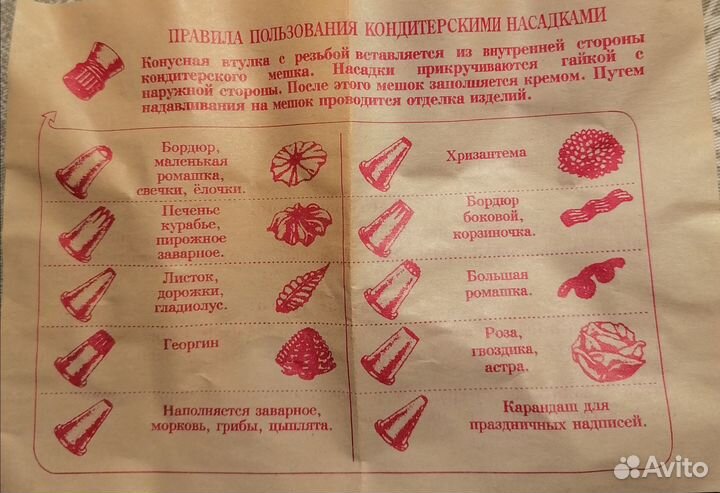 ПРАВИЛА ПОЛЬЗОВАНИЯ КОНДИТЕРСКИМИ НАСАДКАМИ
Конусная втулка с резьбой вставляется из внутренней стороны
кондитерского мешка. Насадки прикручиваются гайкой с
наружной стороны. После этого мешок заполняется кремом. Путем
надавливания на мешок проводится отделка изделий.
Бордюр,
маленькая
ромашка,
свечки, ёлочки.
Печенье
курабье,
пирожное
заварное.
Листок,
дорожки,
гладиолус.
Георгин
Наполняется заварное,
морковь, грибы, цыплята.
Хризантема
Бордюр
боковой,
корзиночка.
Большая
ромашка.
Роза,
гвоздика,
астра.
Карандаш для
праздничных надписей.
Avito